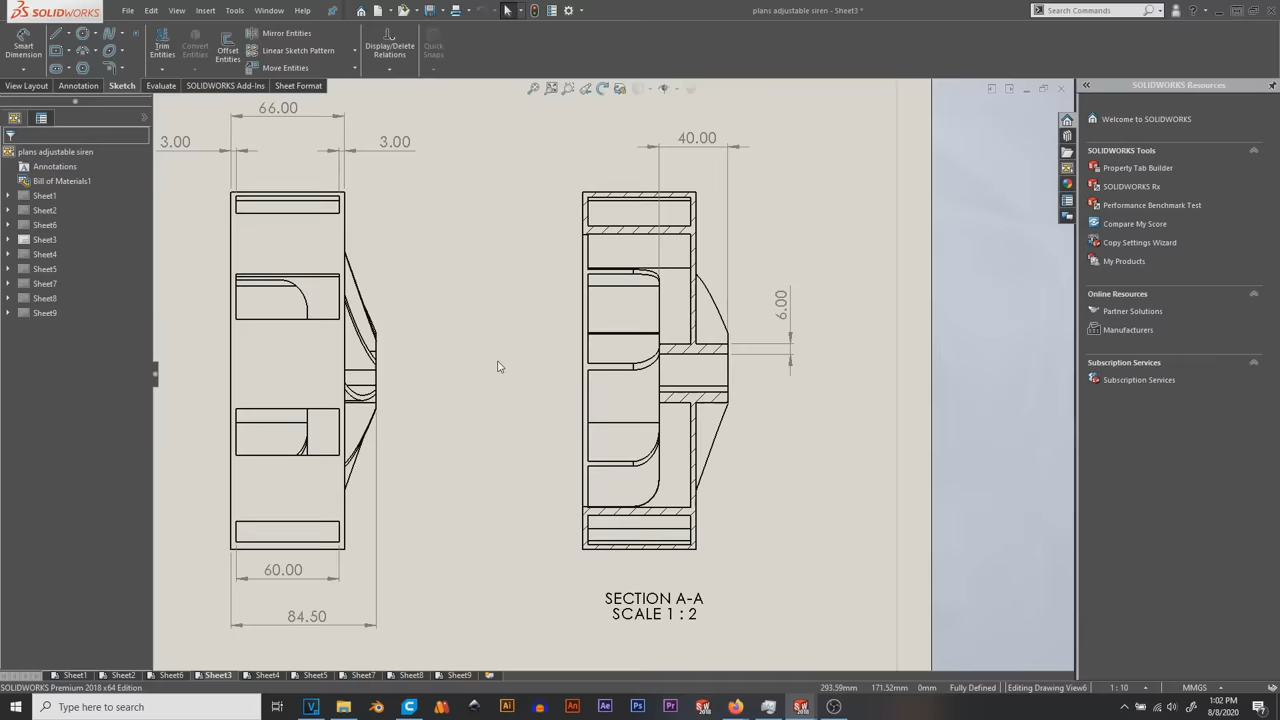 SOLIDWORKS
File Edit View Insert Tools Window Help
plans adjustable siren - Sheet3 *
Search Commands
Smart Dimension
Trim Entities
Convert Entities
Offset Entities
Mirror Entities
Linear Sketch Pattern
Move Entities
Display/Delete Relations
Quick Snaps
View Layout Annotation Sketch Evaluate SOLIDWORKS Add-Ins Sheet Format
SOLIDWORKS Resources
plans adjustable siren
Annotations
Bill of Materials1
Sheet1
Sheet2
Sheet6
Sheet3
Sheet4
Sheet5
Sheet7
Sheet8
Sheet9
66.00
3.00
3.00
60.00
84.50
40.00
6.00
SECTION A-A
SCALE 1 : 2
Welcome to SOLIDWORKS
SOLIDWORKS Tools
Property Tab Builder
SOLIDWORKS Rx
Performance Benchmark Test
Compare My Score
Copy Settings Wizard
My Products
Online Resources
Partner Solutions
Manufacturers
Subscription Services
Subscription Services
Sheet1 Sheet2 Sheet6 Sheet3 Sheet4 Sheet5 Sheet7 Sheet8 Sheet9
SOLIDWORKS Premium 2018 x64 Edition
293.59mm 171.52mm 0mm Fully Defined Editing Drawing View6 1 : 10 MMGS
Type here to search
1:02 PM
8/8/2020